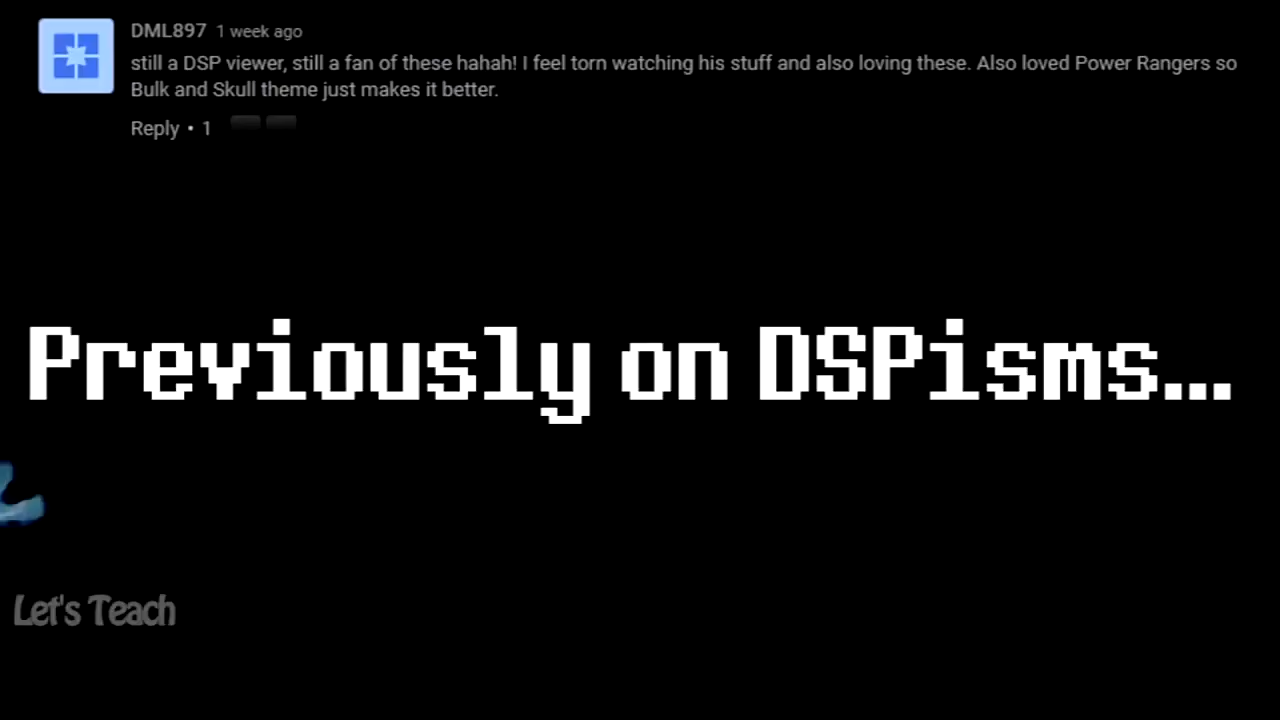 DML897 1 week ago
still a DSP viewer, still a fan of these hahah! I feel torn watching his stuff and also loving these. Also loved Power Rangers so
Bulk and Skull theme just makes it better.
Reply • 1
Previously on DSPisms...
Let's Teach